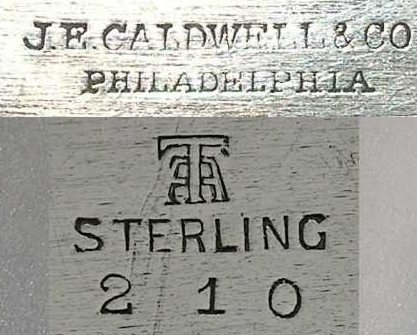 J.E. CALDWELL & CO
PHILADELPHIA
STERLING
2 1 0